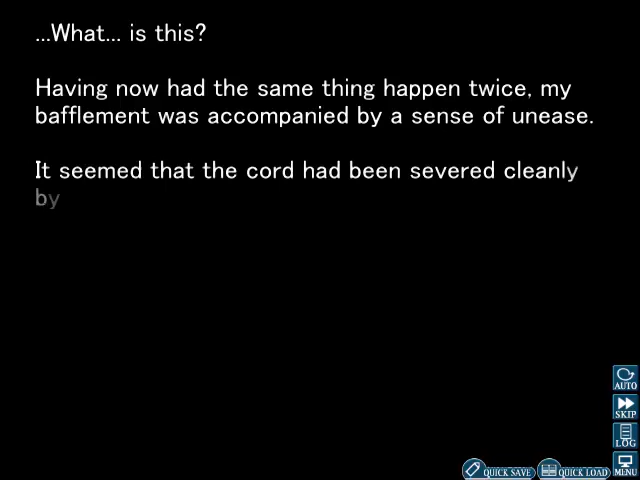 ...What... is this?
Having now had the same thing happen twice, my
bafflement was accompanied by a sense of unease.
It seemed that the cord had been severed cleanly
by
AUTO
SKIP
LOG
MENU
QUICK SAVE
QUICK LOAD